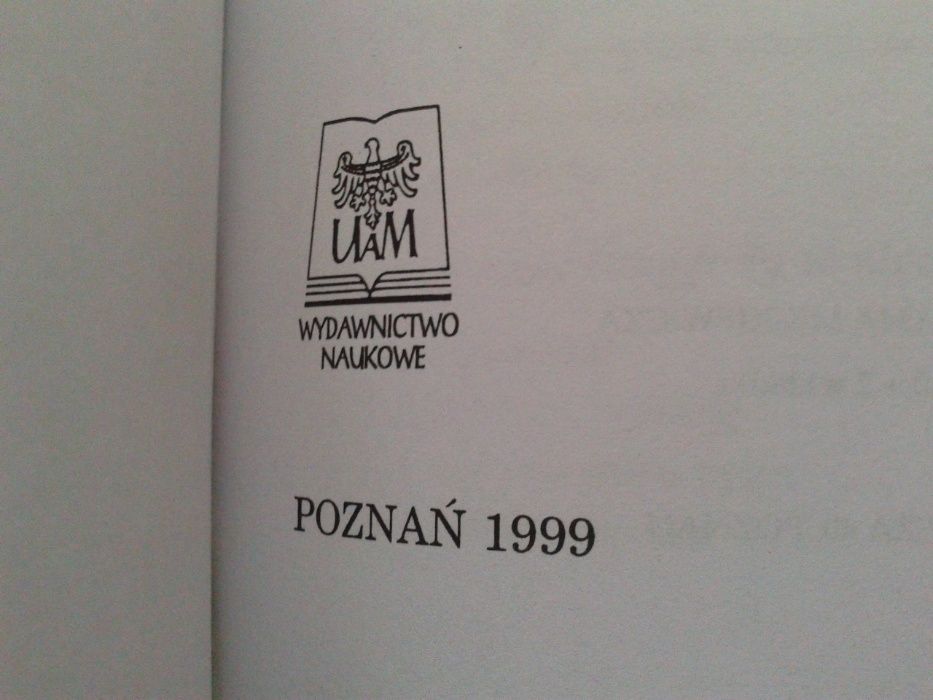 UAM
WYDAWNICTWO
NAUKOWE
POZNAŃ 1999